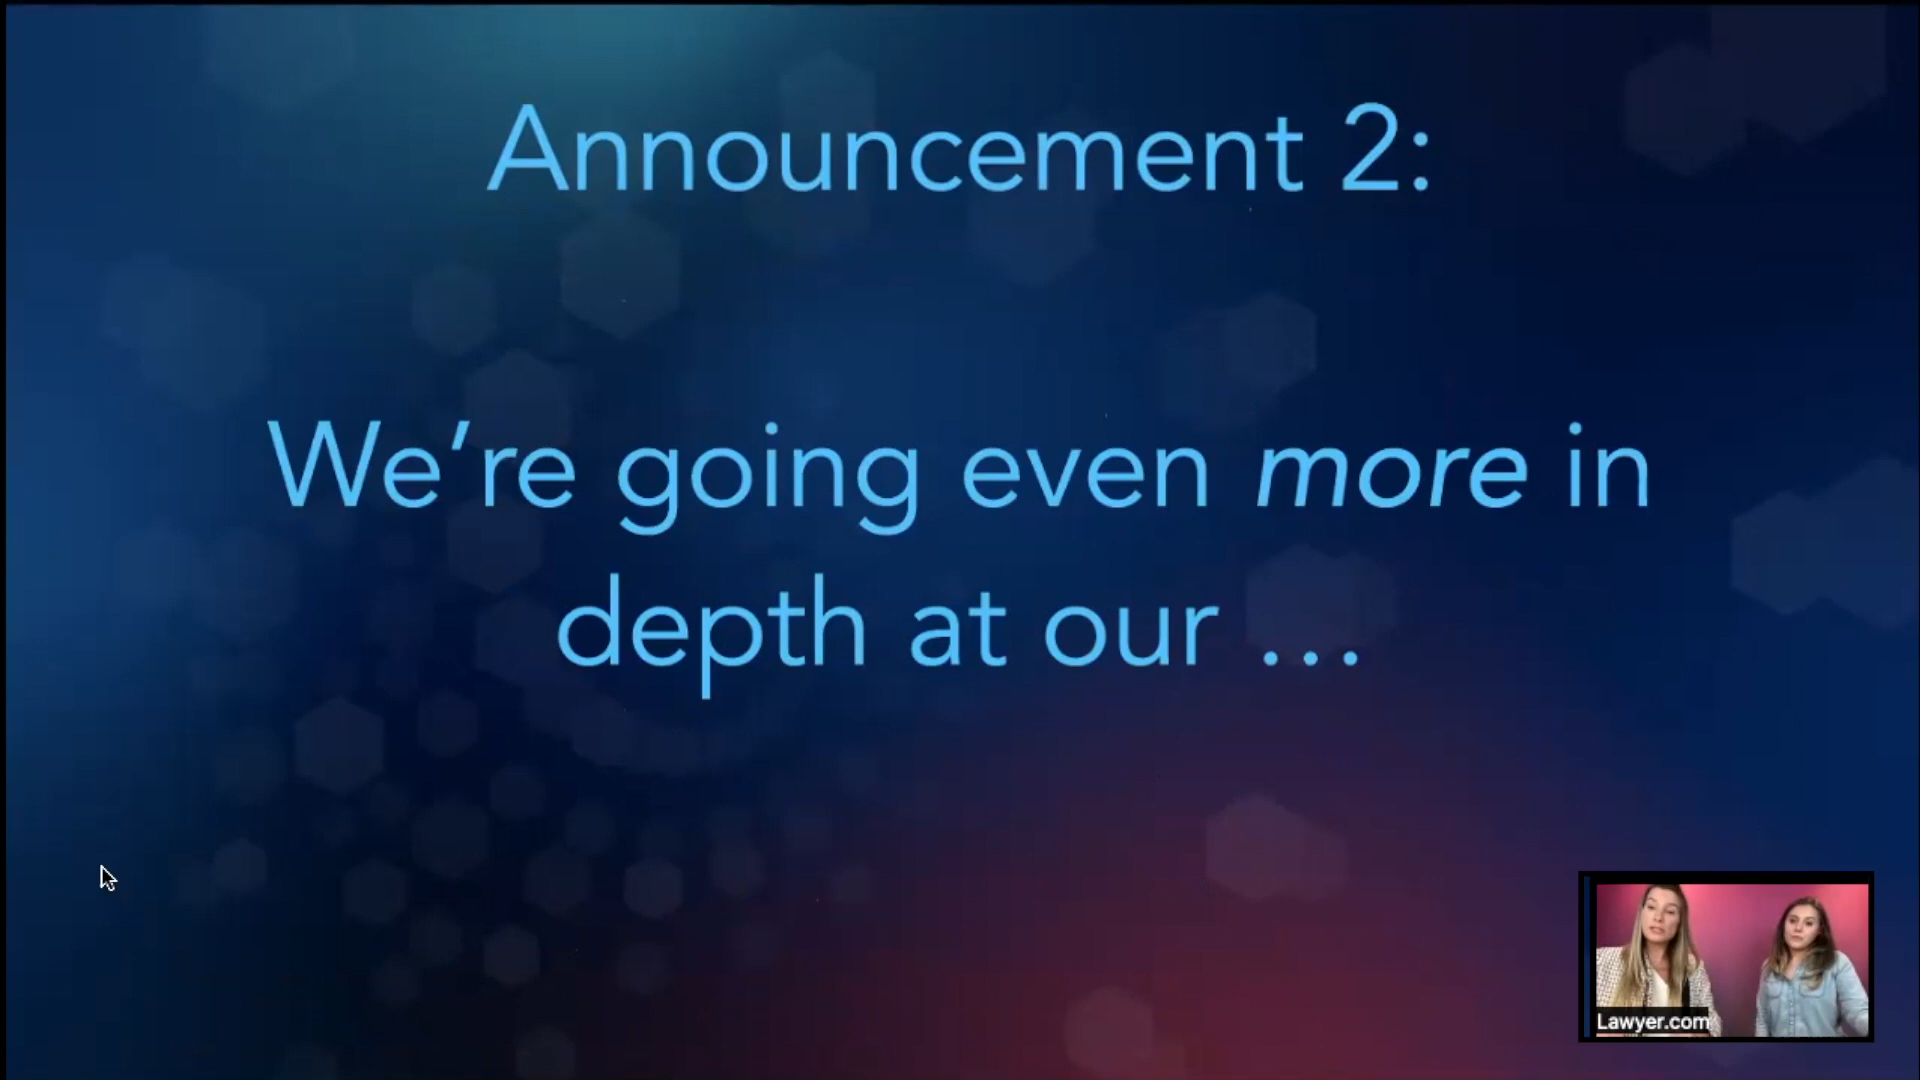 Announcement 2:
We’re going even more in
depth at our …
Lawyer.com